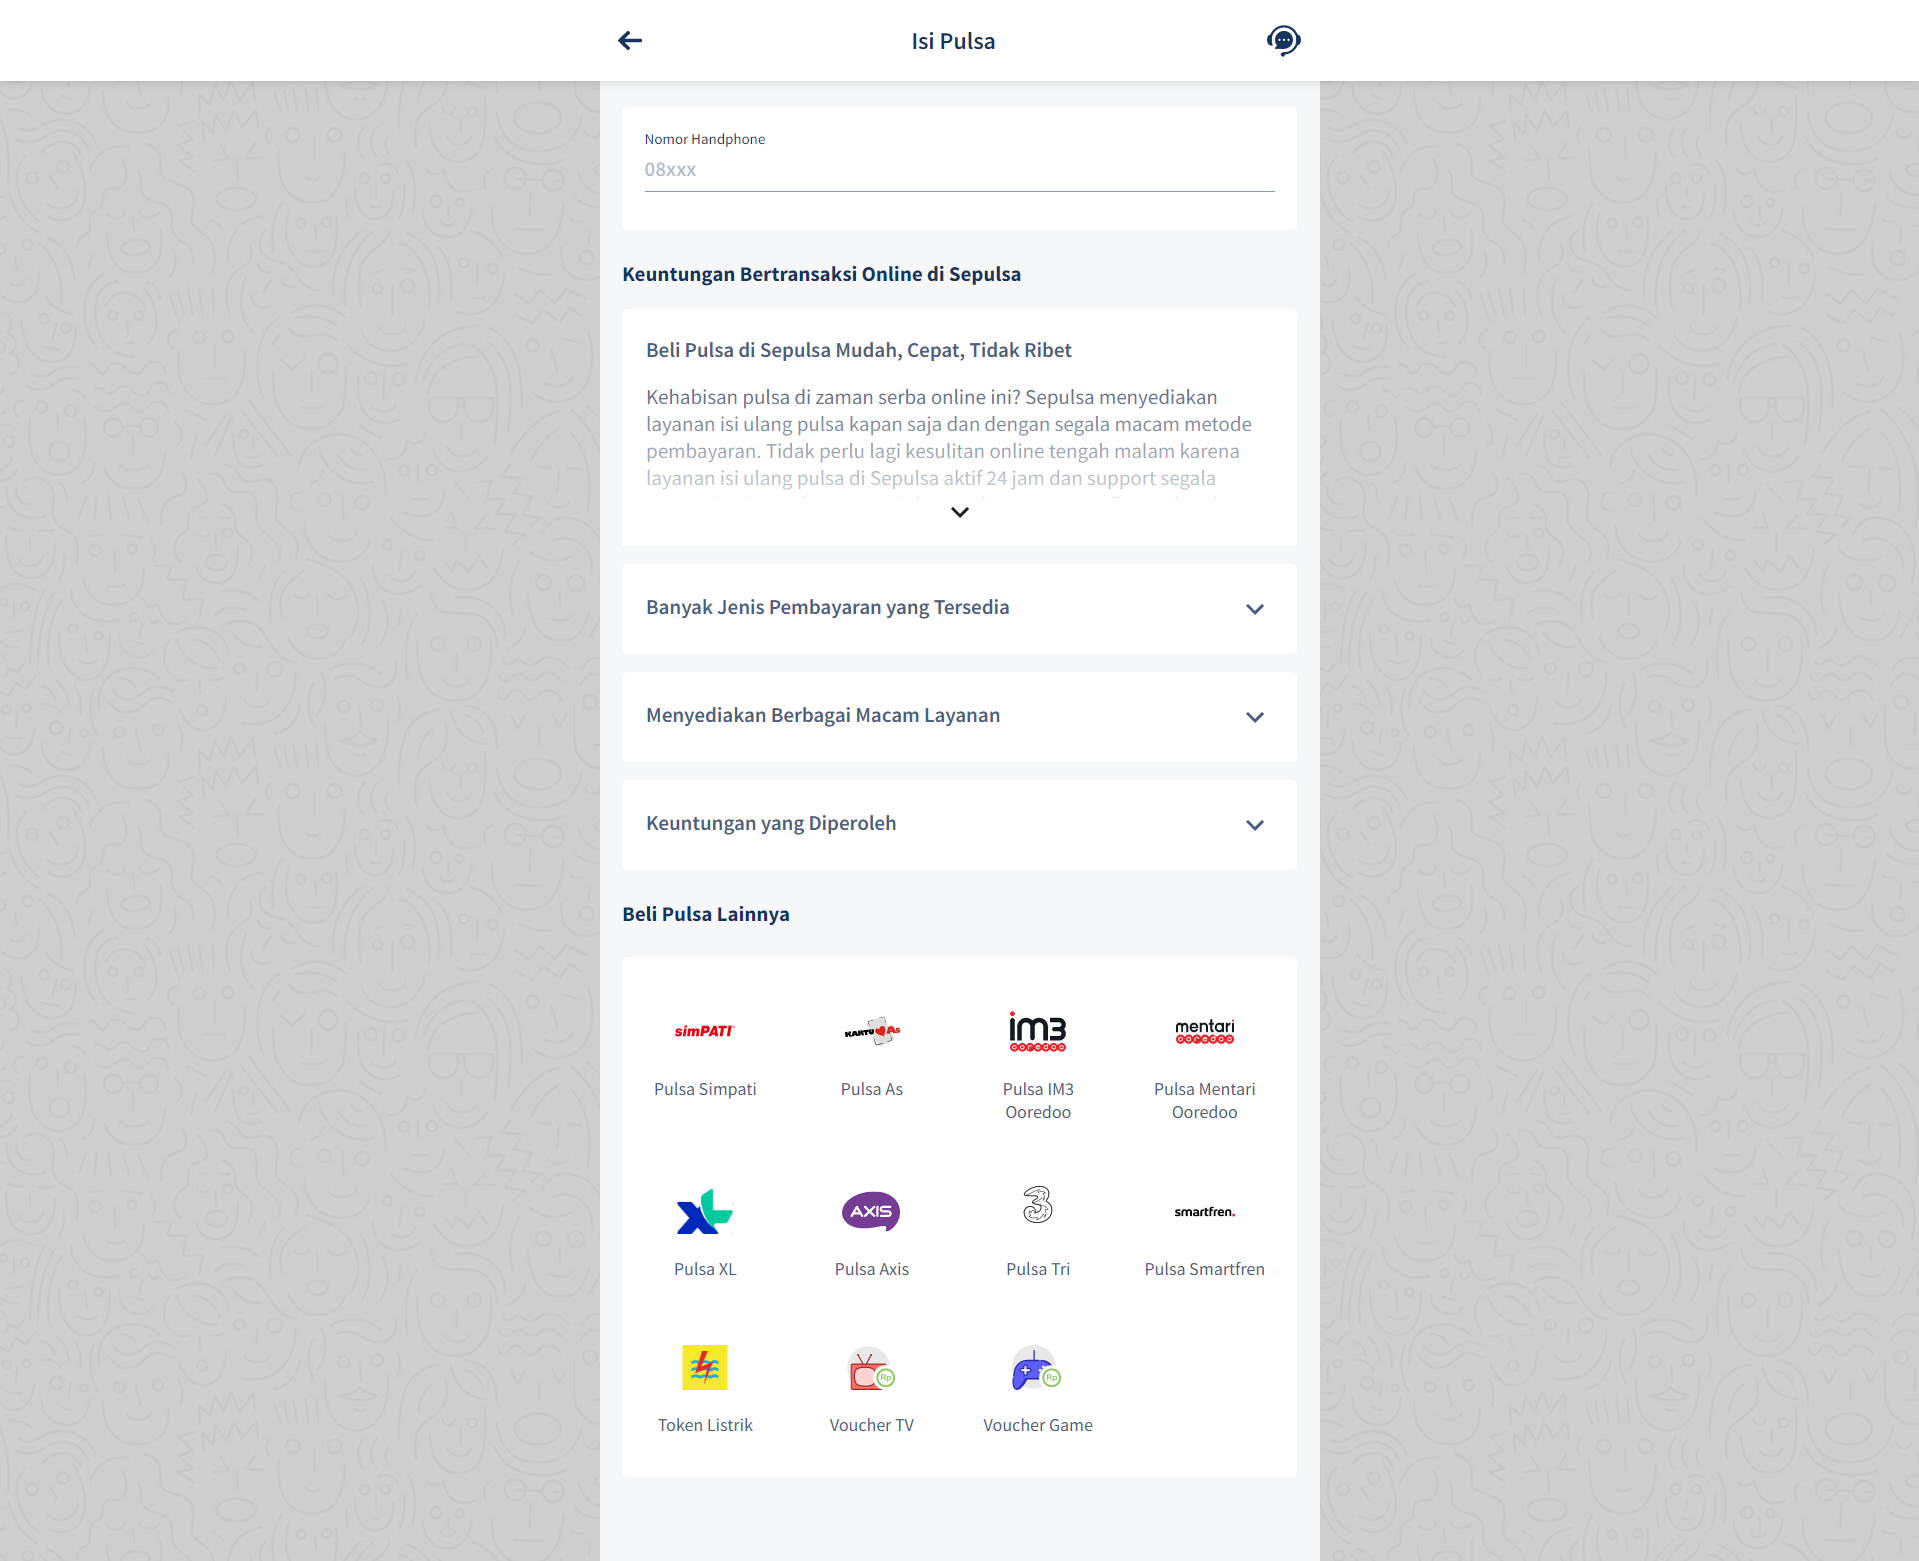 Isi Pulsa
Nomor Handphone
08xxx
Keuntungan Bertransaksi Online di Sepulsa
Beli Pulsa di Sepulsa Mudah, Cepat, Tidak Ribet
Kehabisan pulsa di zaman serba online ini? Sepulsa menyediakan
layanan isi ulang pulsa kapan saja dan dengan segala macam metode
pembayaran. Tidak perlu lagi kesulitan online tengah malam karena
layanan isi ulang pulsa di Sepulsa aktif 24 jam dan support segala
Banyak Jenis Pembayaran yang Tersedia
Menyediakan Berbagai Macam Layanan
Keuntungan yang Diperoleh
Beli Pulsa Lainnya
simPATI
KARTU As
im3
ooredoo
mentari
ooredoo
Pulsa Simpati
Pulsa As
Pulsa IM3
Ooredoo
Pulsa Mentari
Ooredoo
XL
AXIS
3
smartfren.
Pulsa XL
Pulsa Axis
Pulsa Tri
Pulsa Smartfren
Rp
Rp
Token Listrik
Voucher TV
Voucher Game